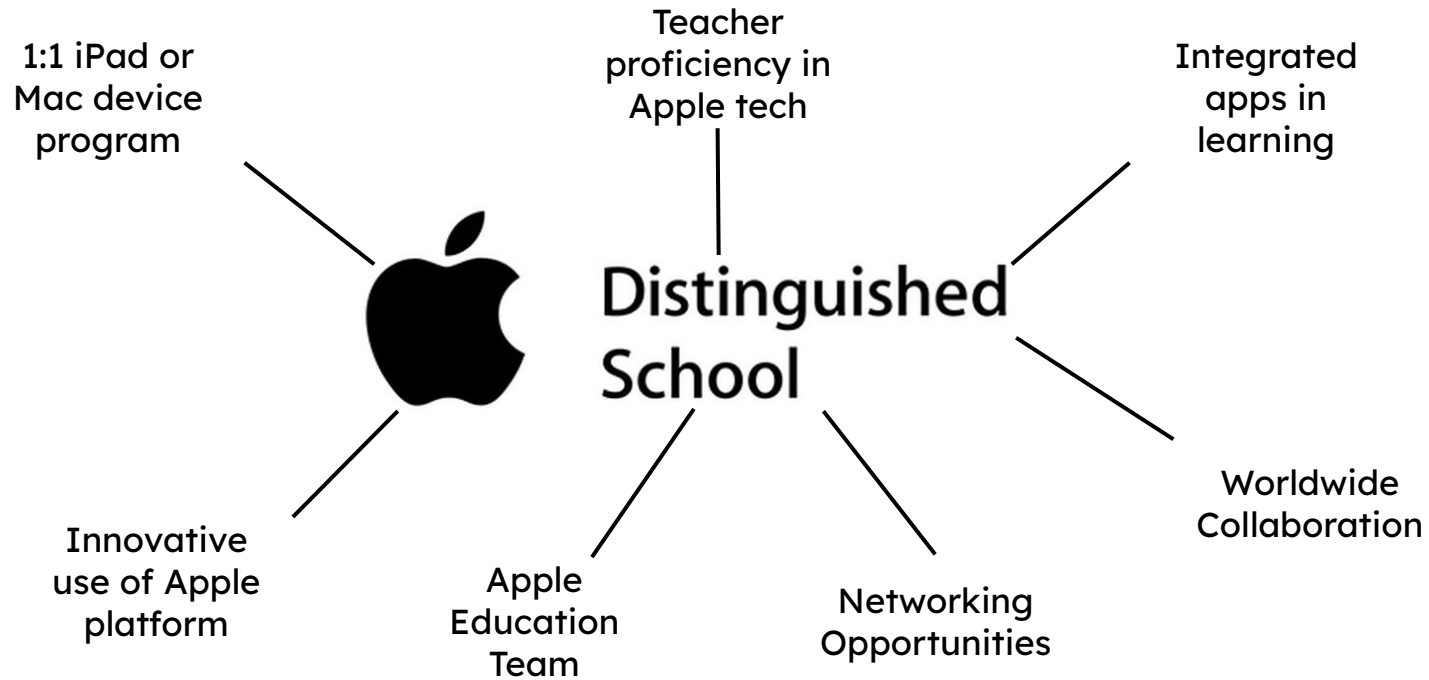 1:1 iPad or
Mac device
program
Teacher
proficiency in
Apple tech
Integrated
apps in
learning
Distinguished
School
Worldwide
Collaboration
Innovative
use of Apple
platform
Apple
Education
Team
Networking
Opportunities